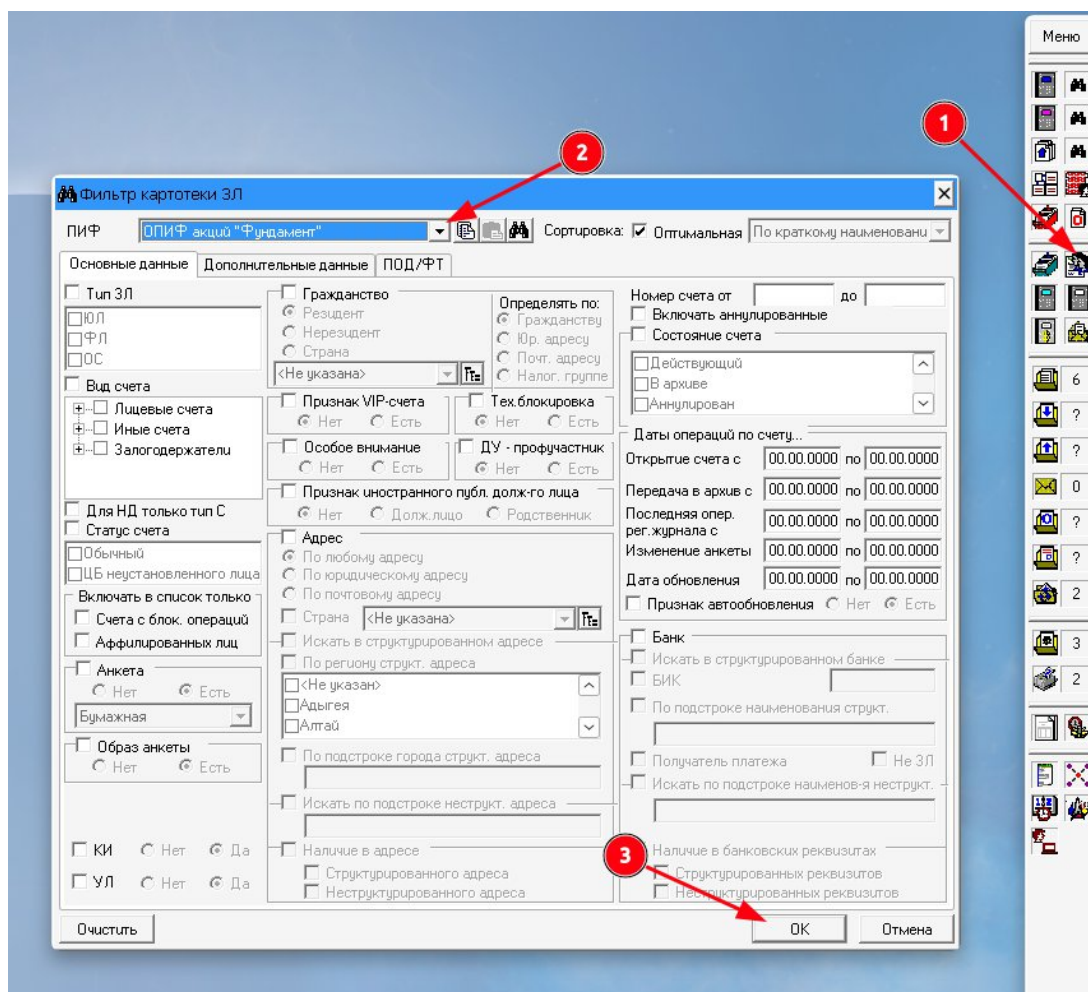 Меню
1
2
Фильтр картотеки ЗЛ
ПИФ ОПИФ акций "Фундамент" Сортировка: Оптимальная По краткому наименовани
Основные данные Дополнительные данные ПОД/ФТ
Тип ЗЛ
ЮЛ
ФЛ
ОС
Вид счета
Лицевые счета
Иные счета
Залогодержатели
Для НД только тип С
Статус счета
Обычный
ЦБ неустановленного лица
Включать в список только
Счета с блок. операций
Аффилированных лиц
Анкета
Нет Есть
Бумажная
Образ анкеты
Нет Есть
КИ Нет Да
УЛ Нет Да
Гражданство
Резидент
Нерезидент
Страна
<Не указана>
Определять по:
Гражданству
Юр. адресу
Почт. адресу
Налог. группе
Признак VIP-счета
Нет Есть
Тех.блокировка
Нет Есть
Особое внимание
Нет Есть
ДУ - профучастник
Нет Есть
Признак иностранного публ. долж-го лица
Нет Долж.лицо Родственник
Адрес
По любому адресу
По юридическому адресу
По почтовому адресу
Страна <Не указана>
Искать в структурированном адресе
По региону структ. адреса
<Не указан>
Адыгея
Алтай
По подстроке города структ. адреса
Искать по подстроке неструкт. адреса
Наличие в адресе
Структурированного адреса
Неструктурированного адреса
Номер счета от до
Включать аннулированные
Состояние счета
Действующий
В архиве
Аннулирован
Даты операций по счету...
Открытие счета с 00.00.0000 по 00.00.0000
Передача в архив с 00.00.0000 по 00.00.0000
Последняя опер.
рег.журнала с 00.00.0000 по 00.00.0000
Изменение анкеты 00.00.0000 по 00.00.0000
Дата обновления 00.00.0000 по 00.00.0000
Признак автообновления Нет Есть
Банк
Искать в структурированном банке
БИК
По подстроке наименования структ.
Получатель платежа Не ЗЛ
Искать по подстроке наименов-я неструкт.
3
Наличие в банковских реквизитах
Структурированных реквизитов
Неструктурированных реквизитов
Очистить OK Отмена
6
?
?
0
?
?
2
3
2